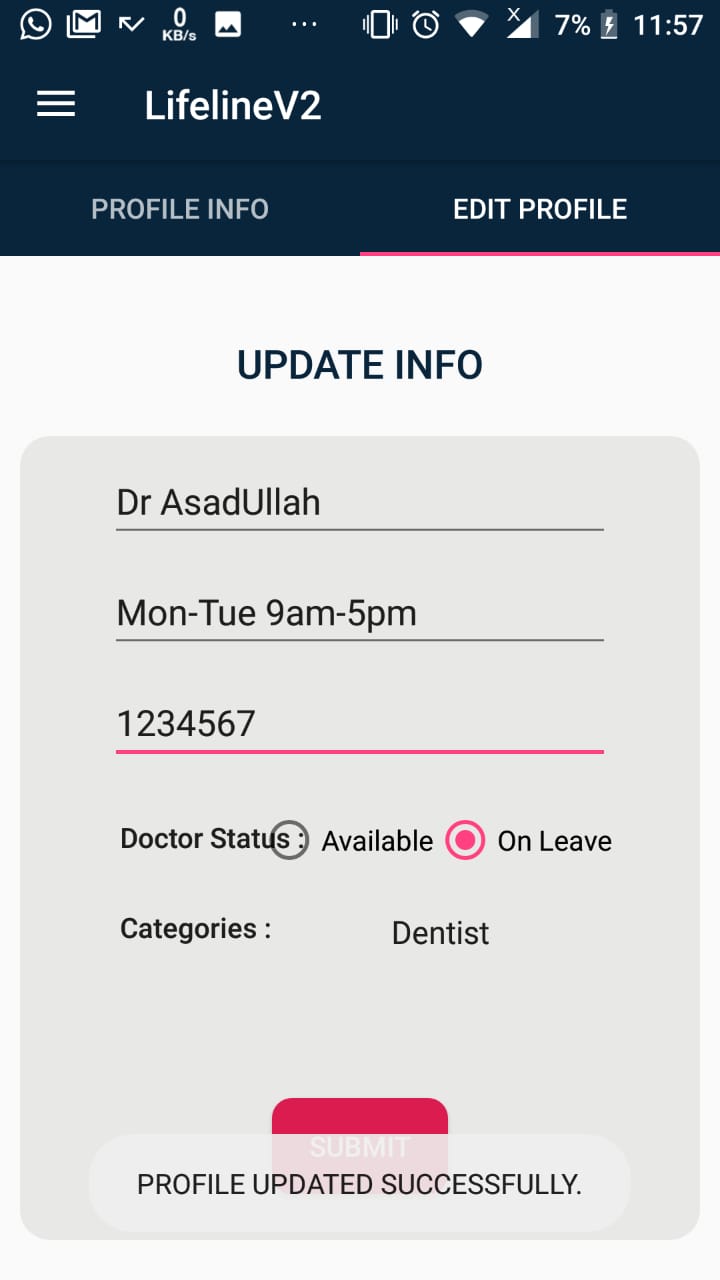 0
KB/s
... X 7% 11:57
LifelineV2
PROFILE INFO EDIT PROFILE
UPDATE INFO
Dr AsadUllah
Mon-Tue 9am-5pm
1234567
Doctor Status : Available On Leave
Categories : Dentist
SUBMIT
PROFILE UPDATED SUCCESSFULLY.